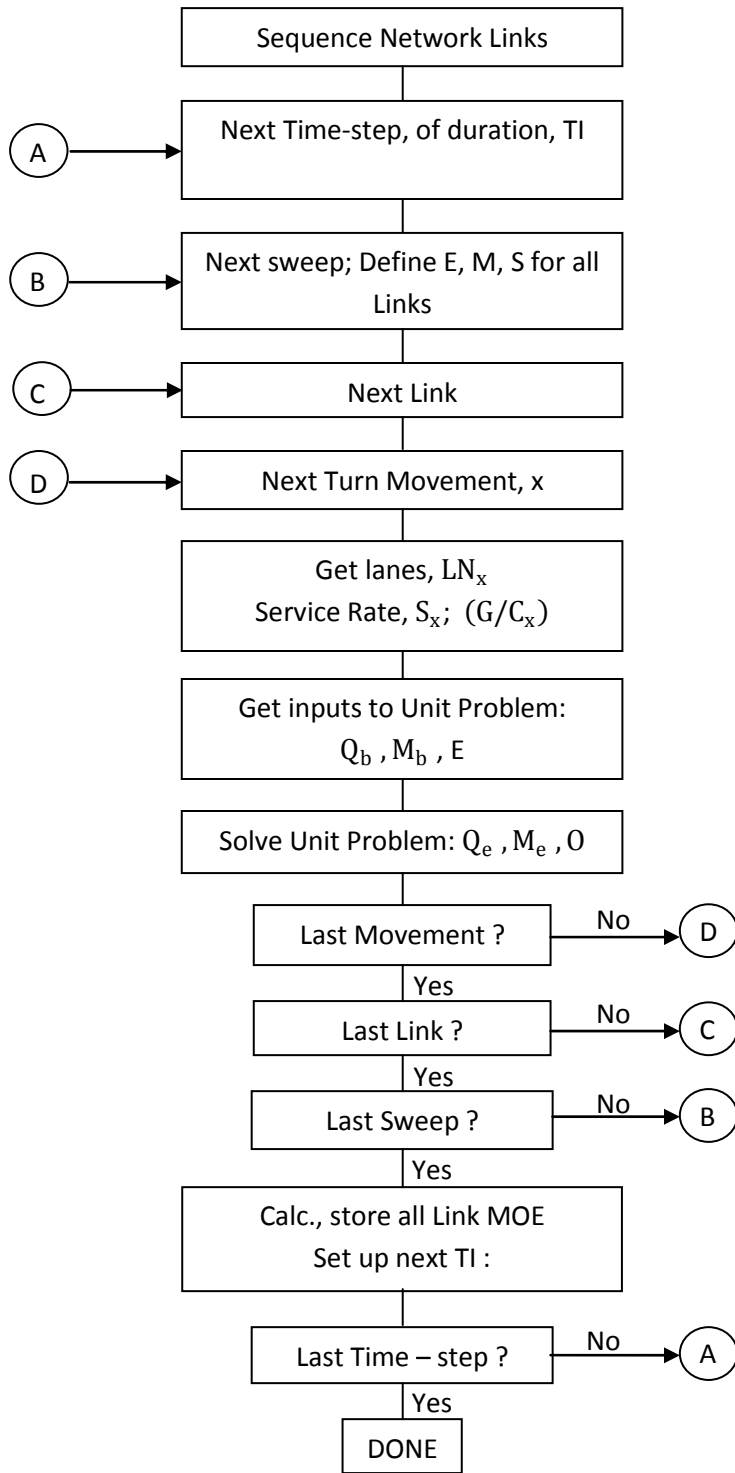 Sequence Network Links
Next Time-step, of duration, TI
A
Next sweep; Define E, M, S for all
Links
B
C
Next Link
D
Next Turn Movement, x
Get lanes, LNₓ
Service Rate, Sₓ; (G/Cₓ)
Get inputs to Unit Problem:
Q_b , M_b , E
Solve Unit Problem: Qₑ , Mₑ , O
Last Movement ?
No
D
Yes
Last Link ?
No
C
Yes
Last Sweep ?
No
B
Yes
Calc., store all Link MOE
Set up next TI :
Last Time – step ?
No
A
Yes
DONE